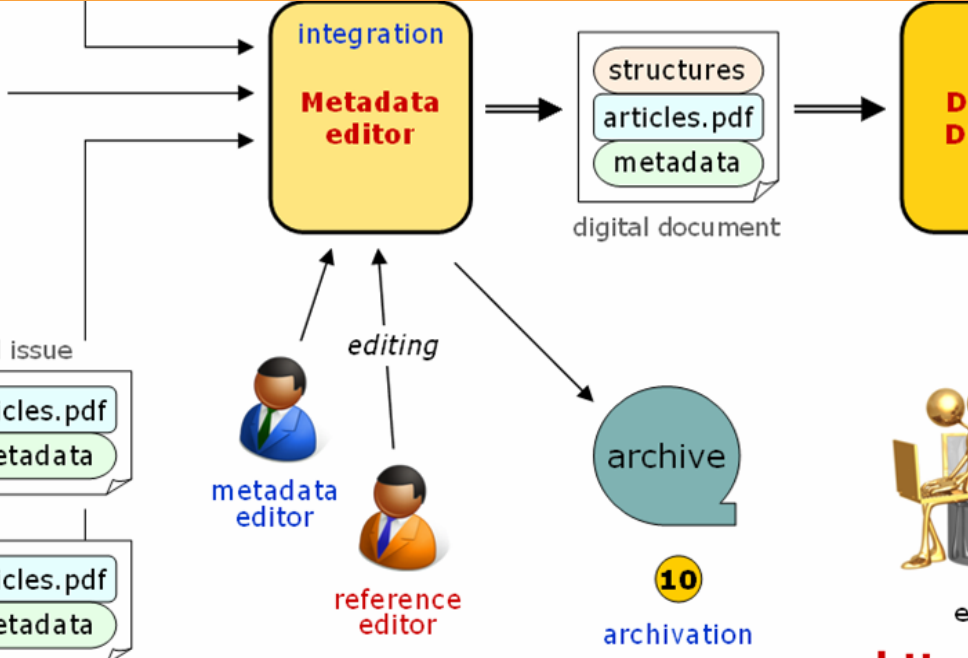 integration
Metadata
editor
structures
articles.pdf
metadata
digital document
issue
editing
cles.pdf
etadata
metadata
editor
archive
reference
editor
cles.pdf
etadata
10
archivation